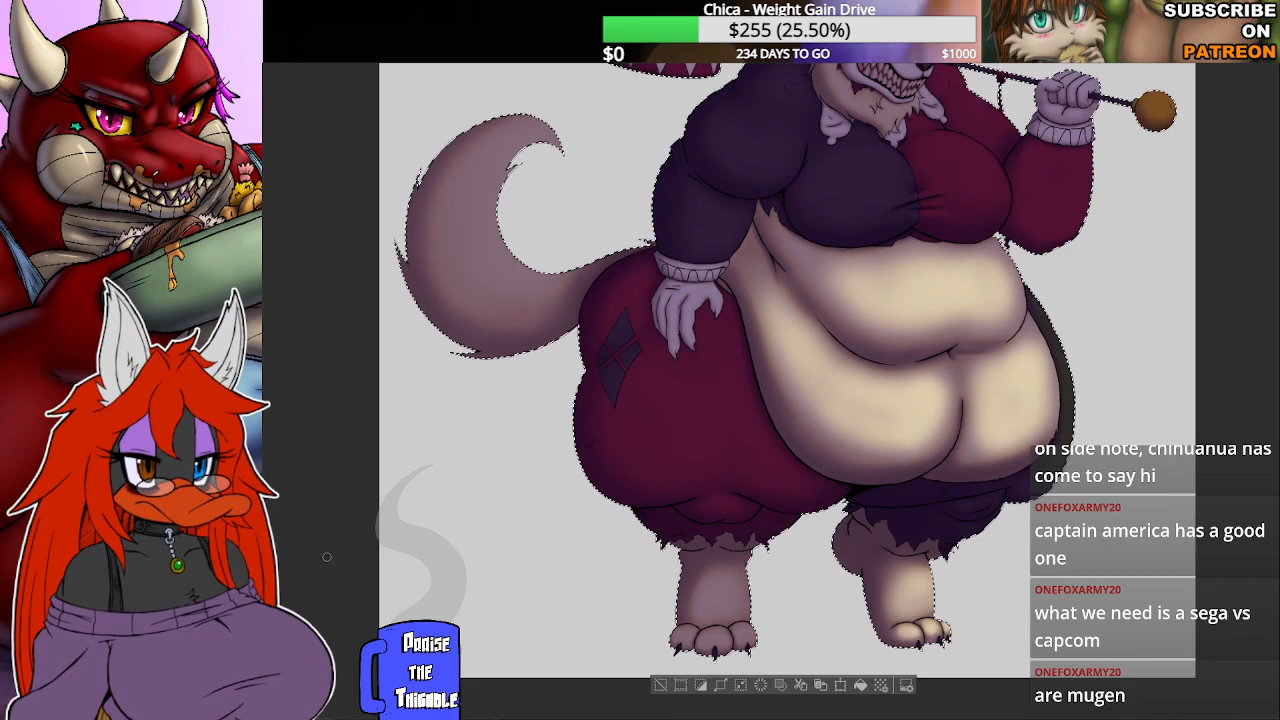 Chica - Weight Gain Drive
$255 (25.50%)
$0
234 DAYS TO GO
$1000
SUBSCRIBE
ON
PATREON
on side note, chihuahua has
come to say hi
ONEFOXARMY20
captain america has a good
one
ONEFOXARMY20
what we need is a sega vs
capcom
ONEFOXARMY20
are mugen
PRAISE
THE
THIGHDLE